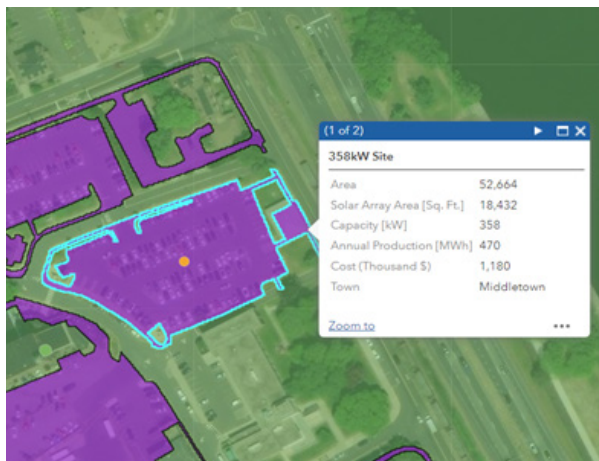 (1 of 2)
358kW Site
Area 52,664
Solar Array Area [Sq. Ft.] 18,432
Capacity [kW] 358
Annual Production [MWh] 470
Cost (Thousand $) 1,180
Town Middletown
Zoom to